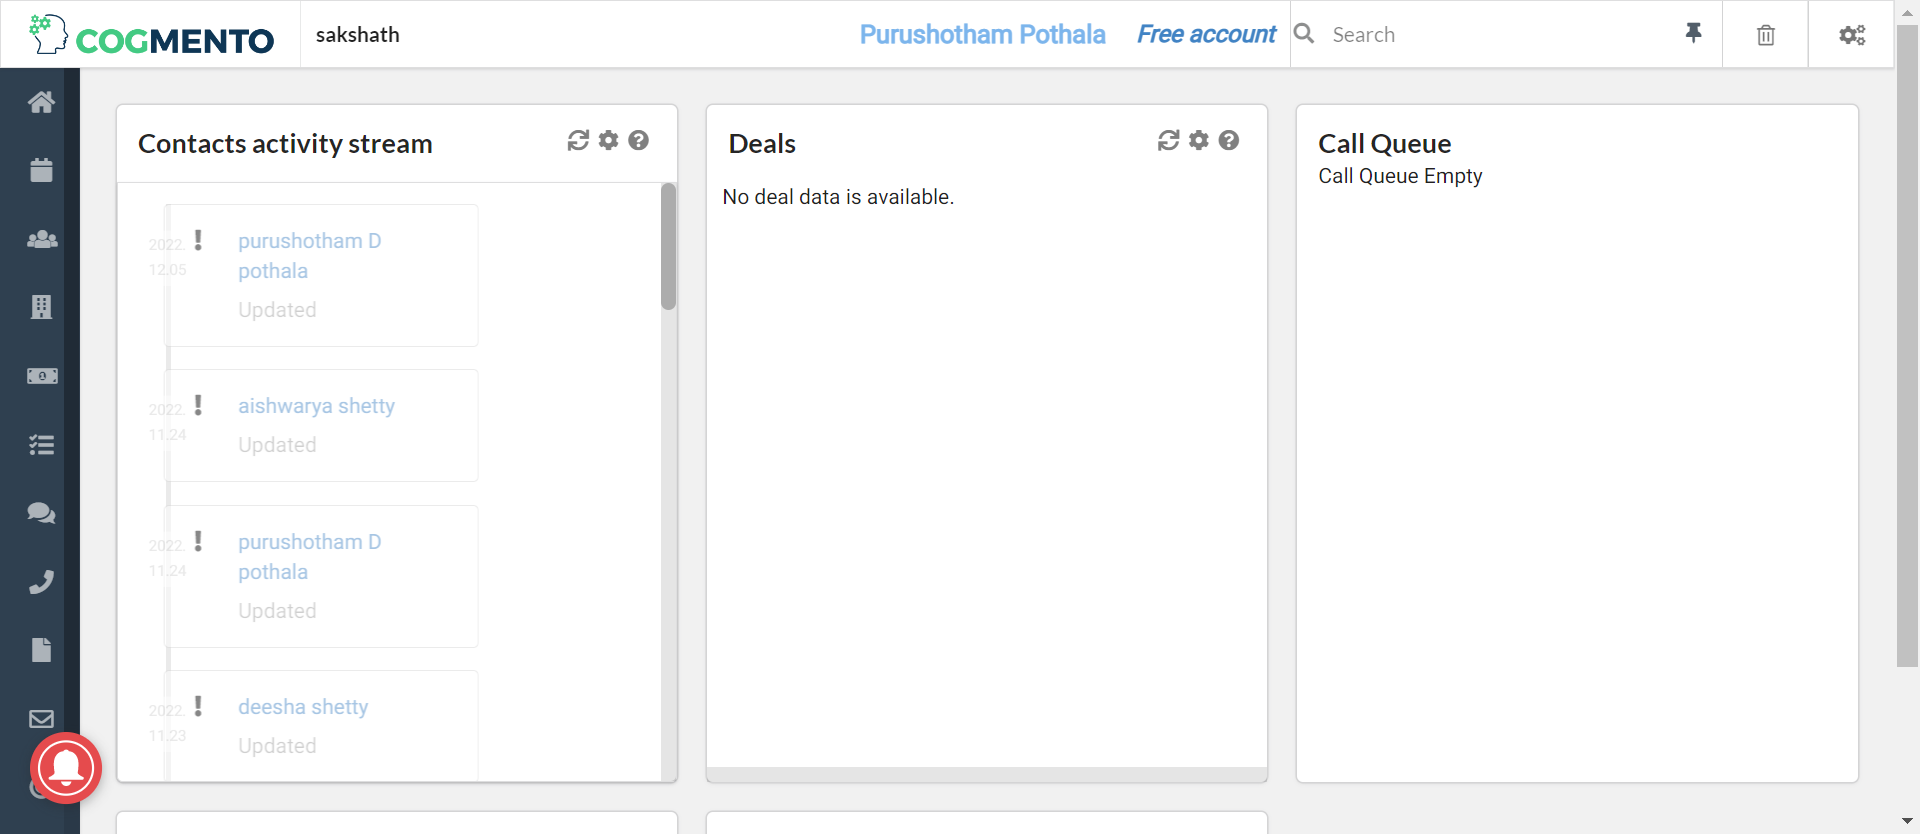 COGMENTO
sakshath
Purushotham Pothala
Free account
Search
Contacts activity stream
2022.
12.05
purushotham D
pothala
Updated
2022.
11.24
aishwarya shetty
Updated
2022.
11.24
purushotham D
pothala
Updated
2022.
11.23
deesha shetty
Updated
Deals
No deal data is available.
Call Queue
Call Queue Empty